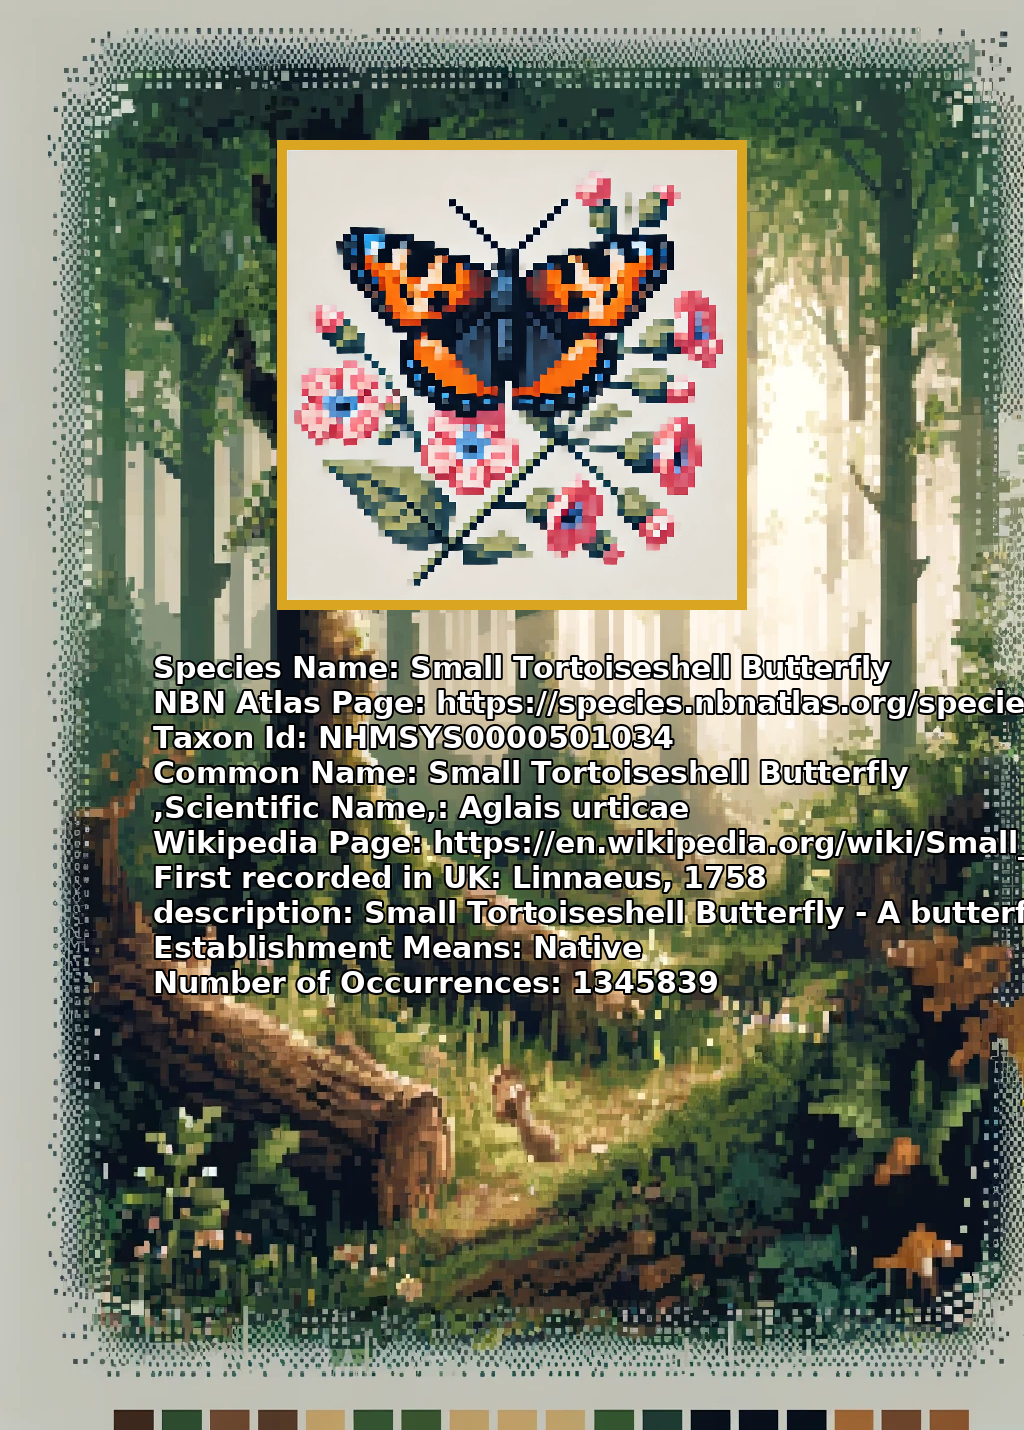 Species Name: Small Tortoiseshell Butterfly
NBN Atlas Page: https://species.nbnatlas.org/specie
Taxon Id: NHMSYS0000501034
Common Name: Small Tortoiseshell Butterfly
,Scientific Name,: Aglais urticae
Wikipedia Page: https://en.wikipedia.org/wiki/Small_
First recorded in UK: Linnaeus, 1758
description: Small Tortoiseshell Butterfly - A butterf
Establishment Means: Native
Number of Occurrences: 1345839